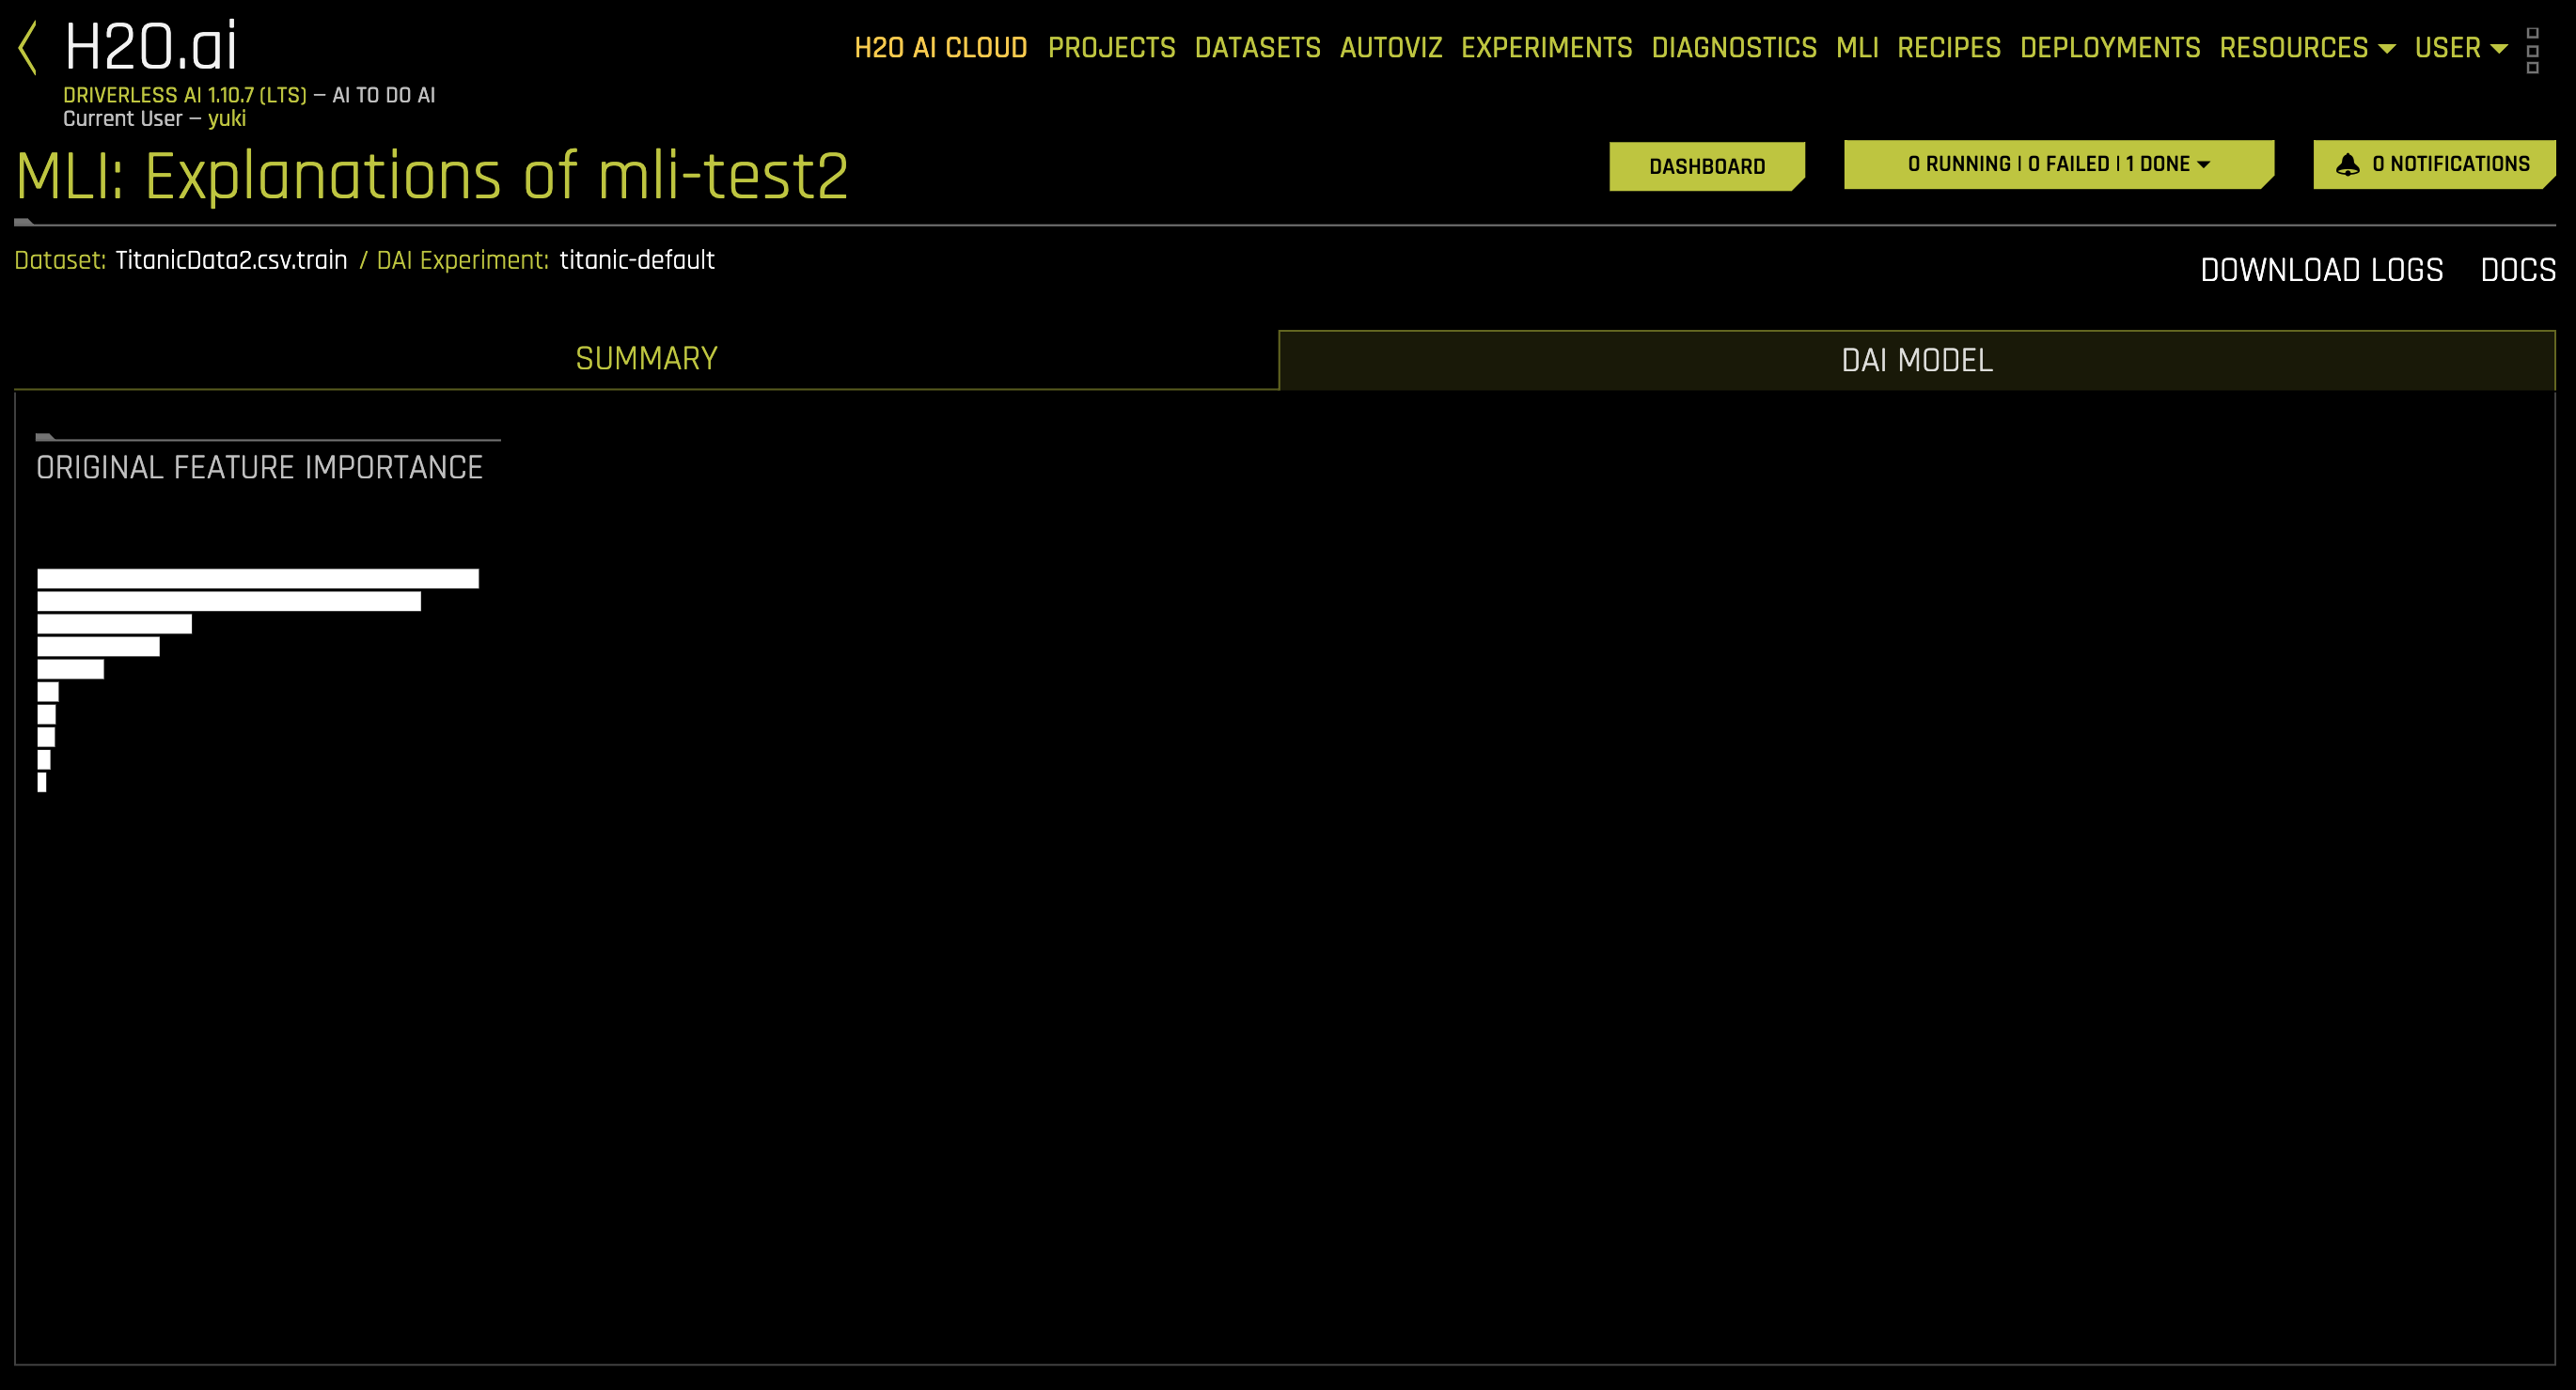 H2O.ai
H2O AI CLOUD PROJECTS DATASETS AUTOVIZ EXPERIMENTS DIAGNOSTICS MLI RECIPES DEPLOYMENTS RESOURCES USER
DRIVERLESS AI 1.10.7 (LTS) — AI TO DO AI
Current User — yuki
MLI: Explanations of mli-test2
DASHBOARD
0 RUNNING | 0 FAILED | 1 DONE
0 NOTIFICATIONS
Dataset: TitanicData2.csv.train / DAI Experiment: titanic-default
DOWNLOAD LOGS DOCS
SUMMARY
DAI MODEL
ORIGINAL FEATURE IMPORTANCE